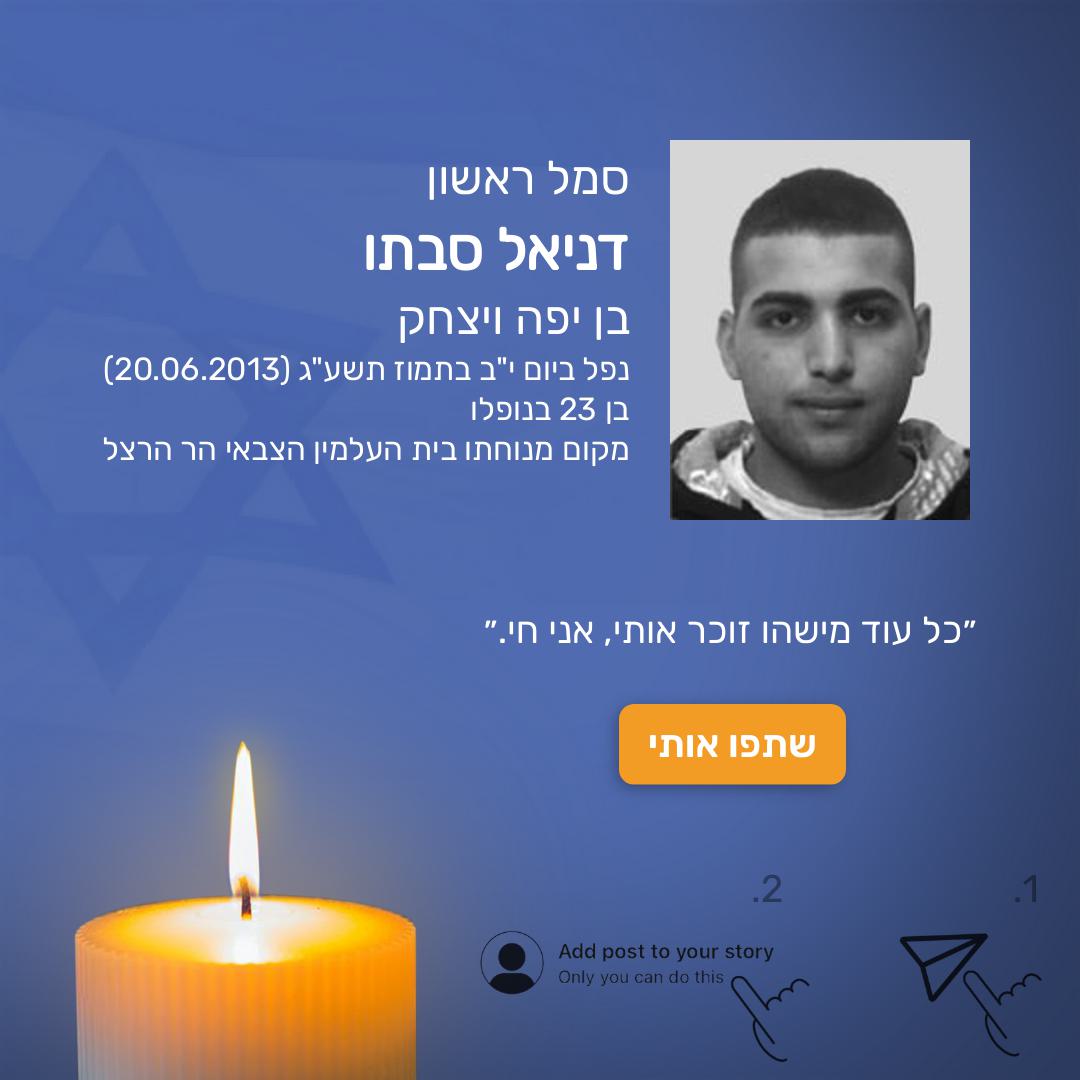 סמל ראשון
דניאל סבתו
בן יפה ויצחק
נפל ביום י"ב בתמוז תשע"ג (20.06.2013)
בן 23 בנופלו
מקום מנוחתו בית העלמין הצבאי הר הרצל
״כל עוד מישהו זוכר אותי, אני חי.״
שתפו אותי
1.
2.
Add post to your story
Only you can do this